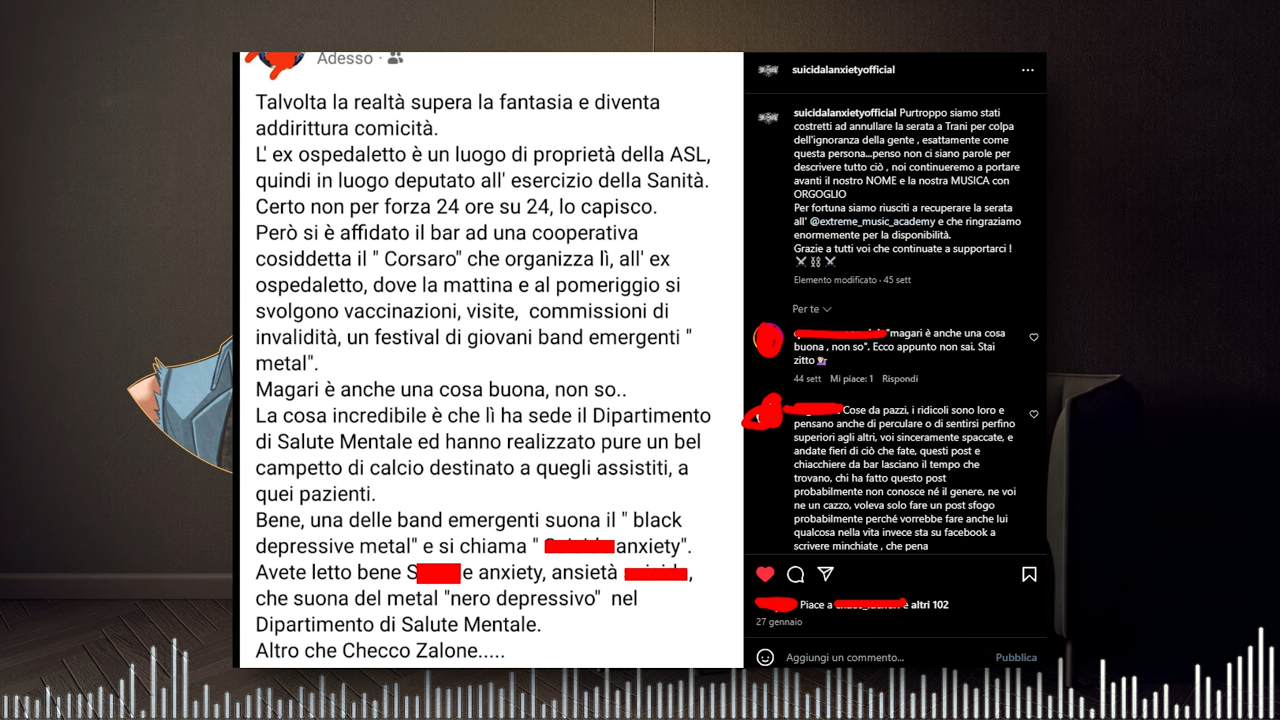 Adesso
Talvolta la realtà supera la fantasia e diventa
addirittura comicità.
L' ex ospedaletto è un luogo di proprietà della ASL,
quindi in luogo deputato all' esercizio della Sanità.
Certo non per forza 24 ore su 24, lo capisco.
Però si è affidato il bar ad una cooperativa
cosiddetta il " Corsaro" che organizza lì, all' ex
ospedaletto, dove la mattina e al pomeriggio si
svolgono vaccinazioni, visite, commissioni di
invalidità, un festival di giovani band emergenti "
metal".
Magari è anche una cosa buona, non so..
La cosa incredibile è che lì ha sede il Dipartimento
di Salute Mentale ed hanno realizzato pure un bel
campetto di calcio destinato a quegli assistiti, a
quei pazienti.
Bene, una delle band emergenti suona il " black
depressive metal" e si chiama " anxiety".
Avete letto bene S e anxiety, ansietà ,
che suona del metal "nero depressivo" nel
Dipartimento di Salute Mentale.
Altro che Checco Zalone.....
suicidalanxietyofficial
suicidalanxietyofficial Purtroppo siamo stati
costretti ad annullare la serata a Trani per colpa
dell'ignoranza della gente , esattamente come
questa persona...penso non ci siano parole per
descrivere tutto ciò , noi continueremo a portare
avanti il nostro NOME e la nostra MUSICA con
ORGOGLIO
Per fortuna siamo riusciti a recuperare la serata
all' @extreme_music_academy e che ringraziamo
enormemente per la disponibilità.
Grazie a tutti voi che continuate a supportarci !
⚔️⛓️⚔️
Elemento modificato · 45 sett
Per te
"magari è anche una cosa
buona , non so". Ecco appunto non sai. Stai
zitto
44 sett Mi piace: 1 Rispondi
Cose da pazzi, i ridicoli sono loro e
pensano anche di perculare o di sentirsi perfino
superiori agli altri, voi sinceramente spaccate, e
andate fieri di ciò che fate, questi post e
chiacchiere da bar lasciano il tempo che
trovano, chi ha fatto questo post
probabilmente non conosce né il genere, ne voi
ne un cazzo, voleva solo fare un post sfogo
probabilmente perché vorrebbe fare anche lui
qualcosa nella vita invece sta su facebook a
scrivere minchiate , che pena
Piace a e altri 102
27 gennaio
Aggiungi un commento...
Pubblica